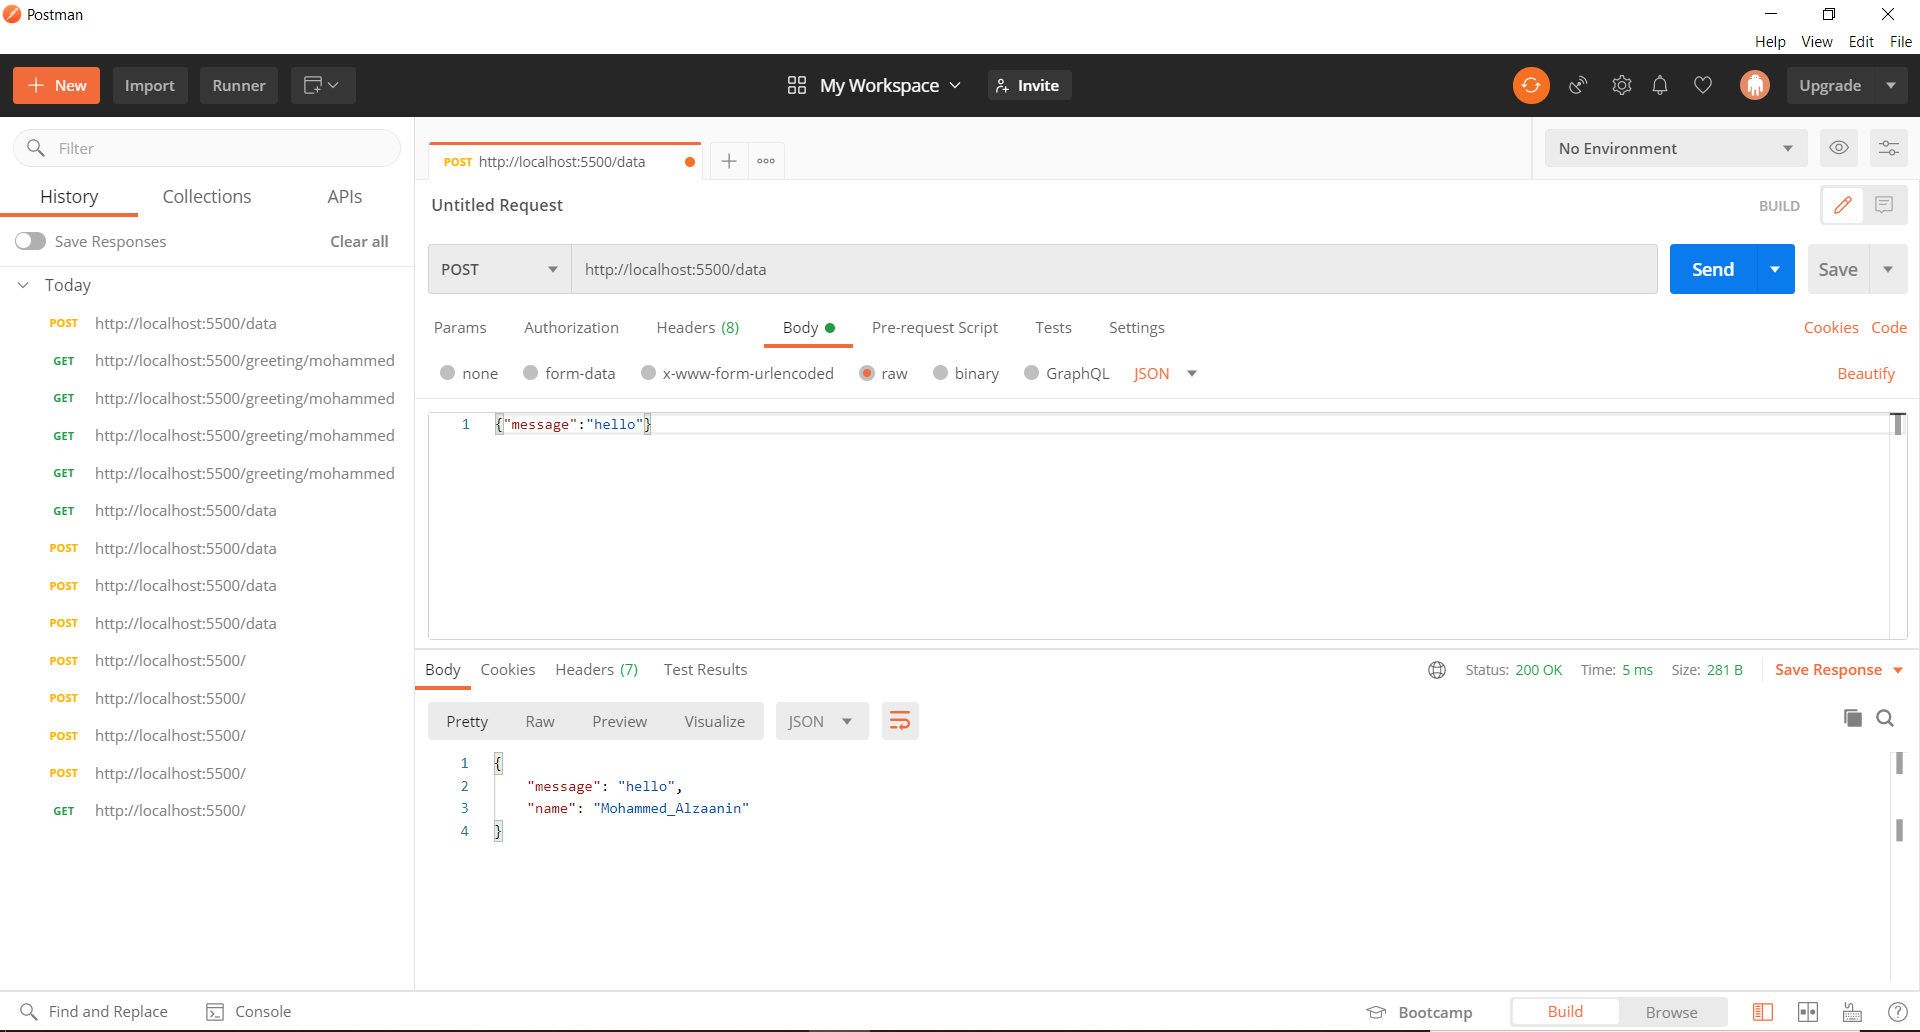 Postman
Help View Edit File
New Import Runner My Workspace Invite Upgrade
Filter
History Collections APIs
Save Responses Clear all
Today
POST http://localhost:5500/data
GET http://localhost:5500/greeting/mohammed
GET http://localhost:5500/greeting/mohammed
GET http://localhost:5500/greeting/mohammed
GET http://localhost:5500/greeting/mohammed
GET http://localhost:5500/data
POST http://localhost:5500/data
POST http://localhost:5500/data
POST http://localhost:5500/data
POST http://localhost:5500/
POST http://localhost:5500/
POST http://localhost:5500/
POST http://localhost:5500/
GET http://localhost:5500/
POST http://localhost:5500/data
No Environment
Untitled Request BUILD
POST http://localhost:5500/data Send Save
Params Authorization Headers (8) Body Pre-request Script Tests Settings Cookies Code
none form-data x-www-form-urlencoded raw binary GraphQL JSON Beautify
1 {"message":"hello"}
Body Cookies Headers (7) Test Results Status: 200 OK Time: 5 ms Size: 281 B Save Response
Pretty Raw Preview Visualize JSON
1 {
2 "message": "hello",
3 "name": "Mohammed_Alzaanin"
4 }
Find and Replace Console Bootcamp Build Browse